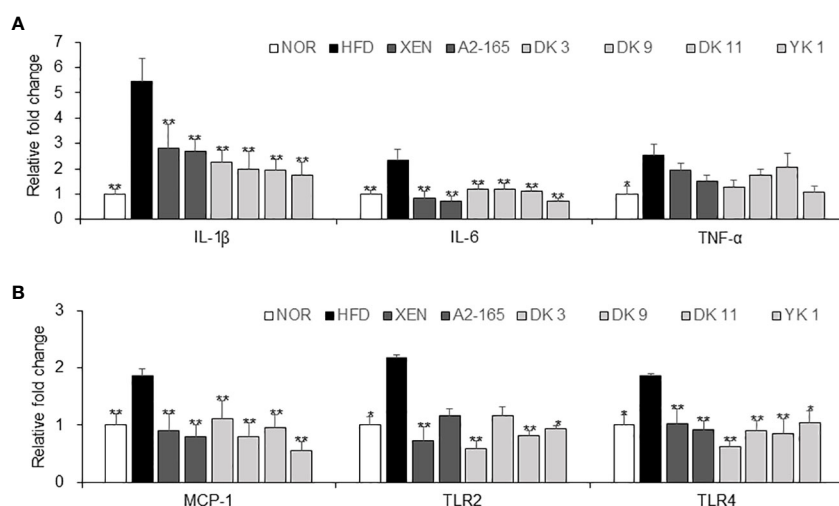 A
NOR HFD XEN A2-165 DK 3 DK 9 DK 11 YK 1
Relative fold change
7
6
5
4
3
2
1
0
** ** ** ** ** ** **
** ** ** ** ** ** **
*
IL-1β IL-6 TNF-α
B
NOR HFD XEN A2-165 DK 3 DK 9 DK 11 YK 1
Relative fold change
3
2
1
0
** ** ** ** ** ** **
* ** ** ** *
* ** ** ** ** ** *
MCP-1 TLR2 TLR4